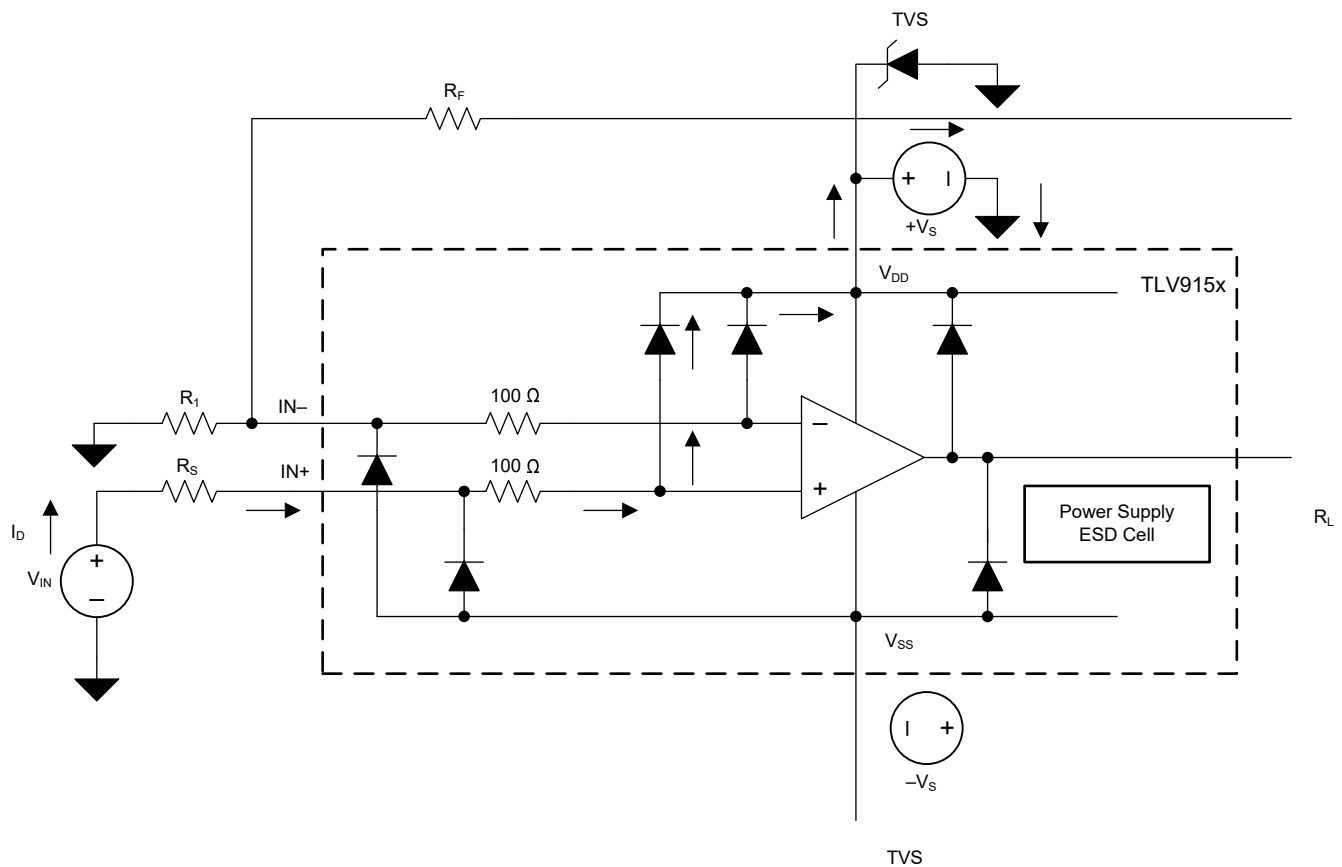 TVS
R_F
+ I
+V_S
V_DD
TLV915x
R_1
IN–
100 Ω
–
R_S
IN+
100 Ω
+
I_D
+
V_IN
–
Power Supply
ESD Cell
R_L
V_SS
I +
–V_S
TVS